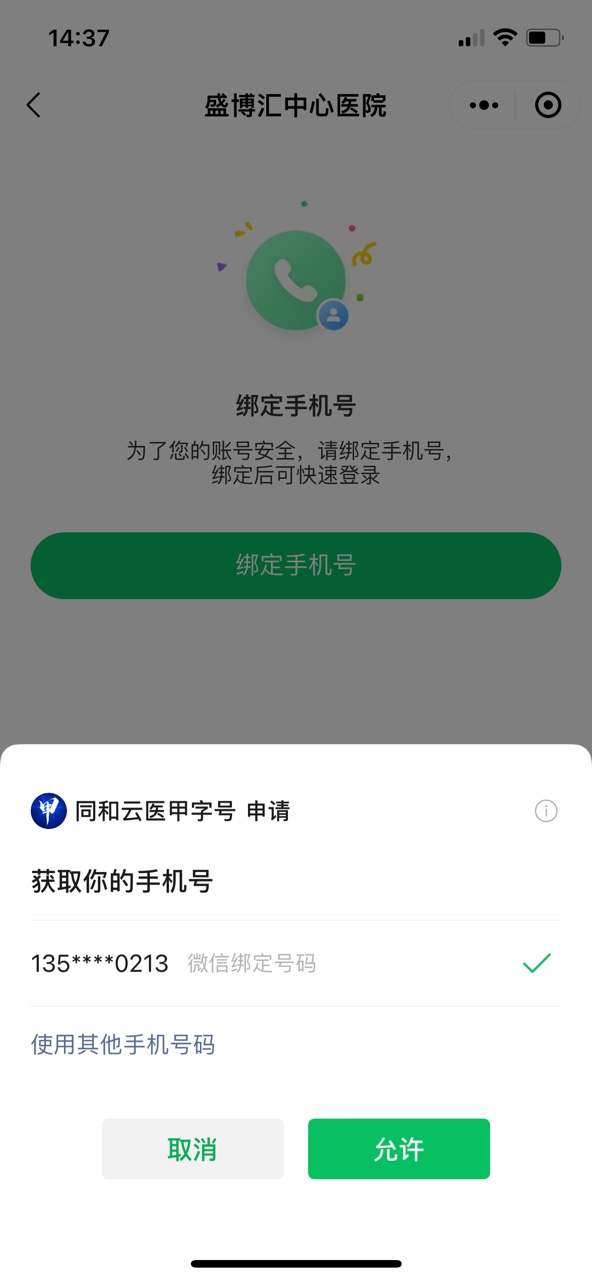 14:37
盛博汇中心医院
绑定手机号
为了您的账号安全，请绑定手机号，
绑定后可快速登录
绑定手机号
甲 同和云医甲字号 申请
获取你的手机号
135****0213 微信绑定号码
使用其他手机号码
取消 允许